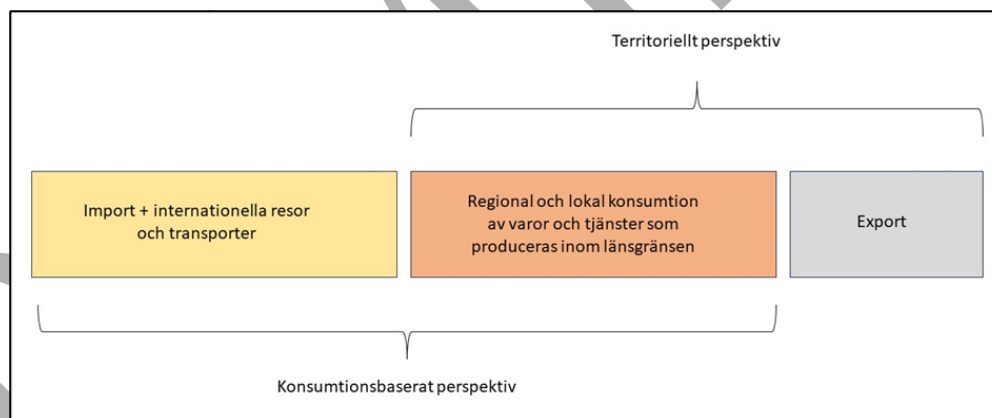 Territoriellt perspektiv
Import + internationella resor
och transporter
Regional och lokal konsumtion
av varor och tjänster som
produceras inom länsgränsen
Export
Konsumtionsbaserat perspektiv